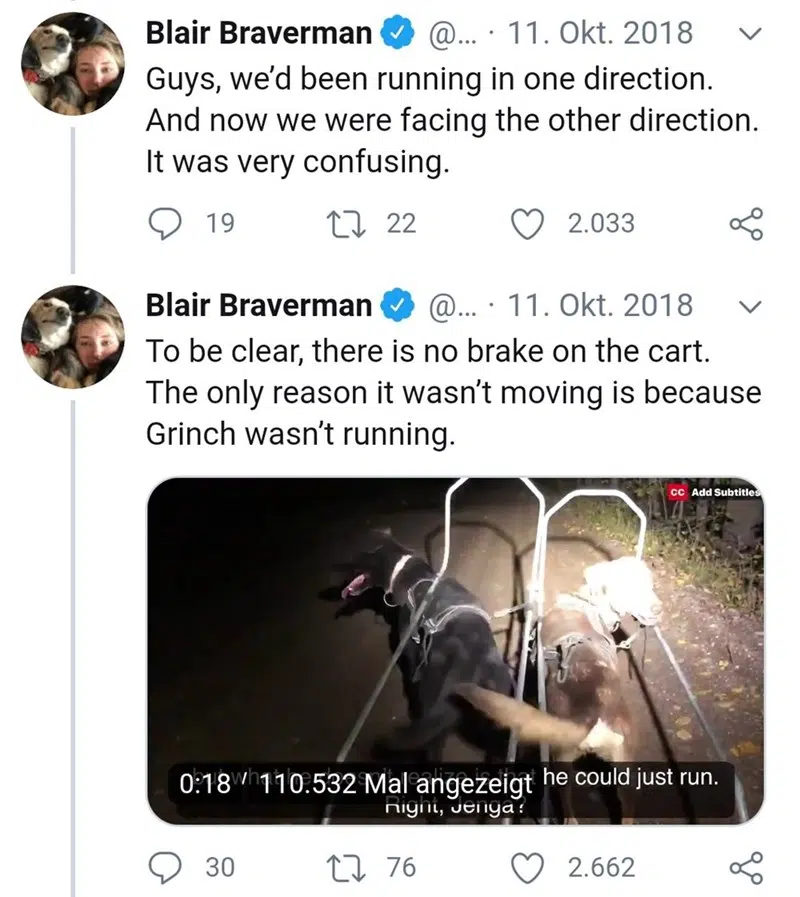 Blair Braverman @... · 11. Okt. 2018
Guys, we’d been running in one direction.
And now we were facing the other direction.
It was very confusing.
19 22 2.033
Blair Braverman @... · 11. Okt. 2018
To be clear, there is no brake on the cart.
The only reason it wasn’t moving is because
Grinch wasn’t running.
CC Add Subtitles
0:18 110.532 Mal angezeigt he could just run.
Right, Jenga?
30 76 2.662